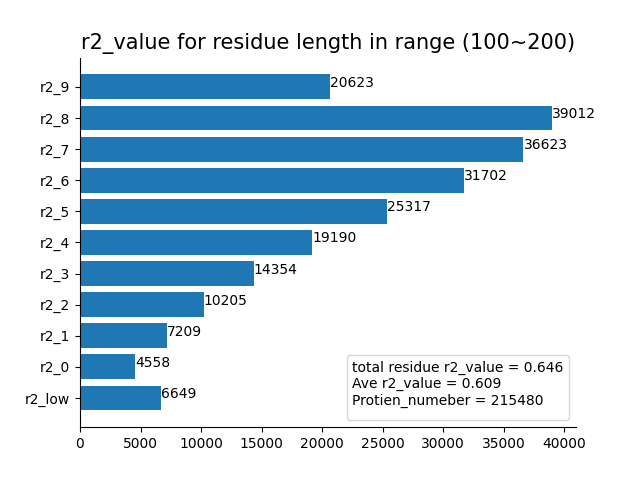 r2_value for residue length in range (100~200)
r2_9 20623
r2_8 39012
r2_7 36623
r2_6 31702
r2_5 25317
r2_4 19190
r2_3 14354
r2_2 10205
r2_1 7209
r2_0 4558
r2_low 6649
total residue r2_value = 0.646
Ave r2_value = 0.609
Protien_numeber = 215480
0 5000 10000 15000 20000 25000 30000 35000 40000